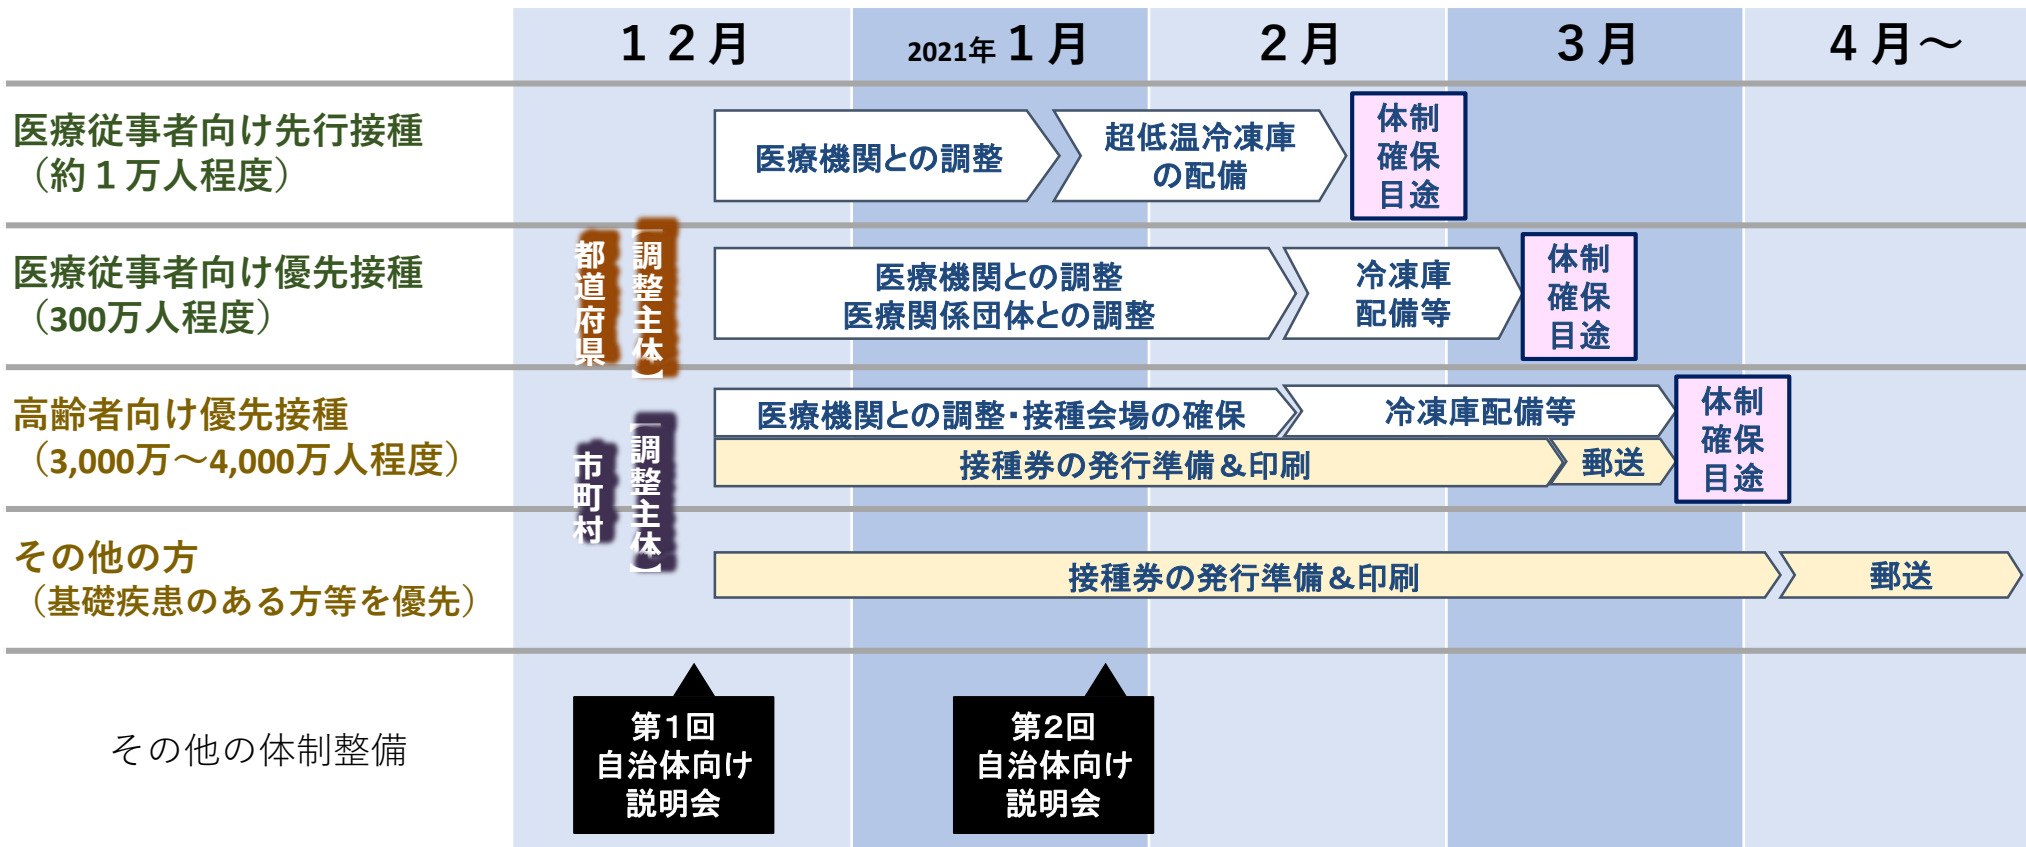 １２月
2021年 １月
２月
３月
４月～
医療従事者向け先行接種
（約１万人程度）
医療機関との調整
超低温冷凍庫
の配備
体制
確保
目途
医療従事者向け優先接種
（300万人程度）
【調整主体】
都道府県
医療機関との調整
医療関係団体との調整
冷凍庫
配備等
体制
確保
目途
高齢者向け優先接種
（3,000万～4,000万人程度）
【調整主体】
市町村
医療機関との調整・接種会場の確保
冷凍庫配備等
接種券の発行準備＆印刷
郵送
体制
確保
目途
その他の方
（基礎疾患のある方等を優先）
接種券の発行準備＆印刷
郵送
その他の体制整備
第１回
自治体向け
説明会
第２回
自治体向け
説明会